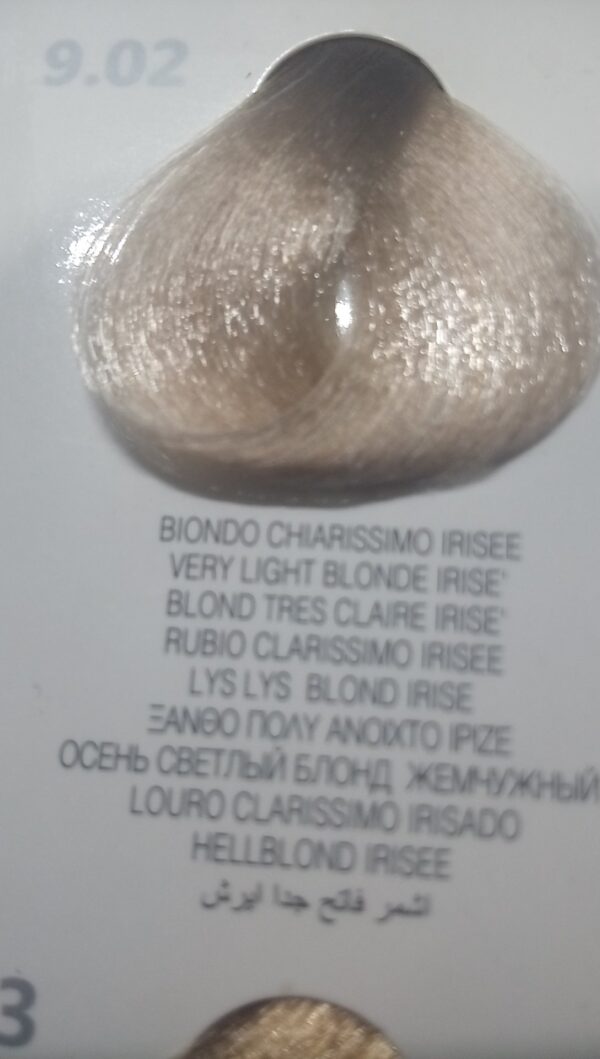 9.02
BIONDO CHIARISSIMO IRISEE
VERY LIGHT BLONDE IRISE'
BLOND TRES CLAIRE IRISE'
RUBIO CLARISSIMO IRISEE
LYS LYS BLOND IRISE
ΞΑΝΘΟ ΠΟΛΥ ΑΝΟΙΧΤΟ ΙΡΙΖΕ
ОСЕНЬ СВЕТЛЫЙ БЛОНД ЖЕМЧУЖНЫЙ
LOURO CLARISSIMO IRISADO
HELLBLOND IRISEE
اشقر فاتح جدا ايرش
3